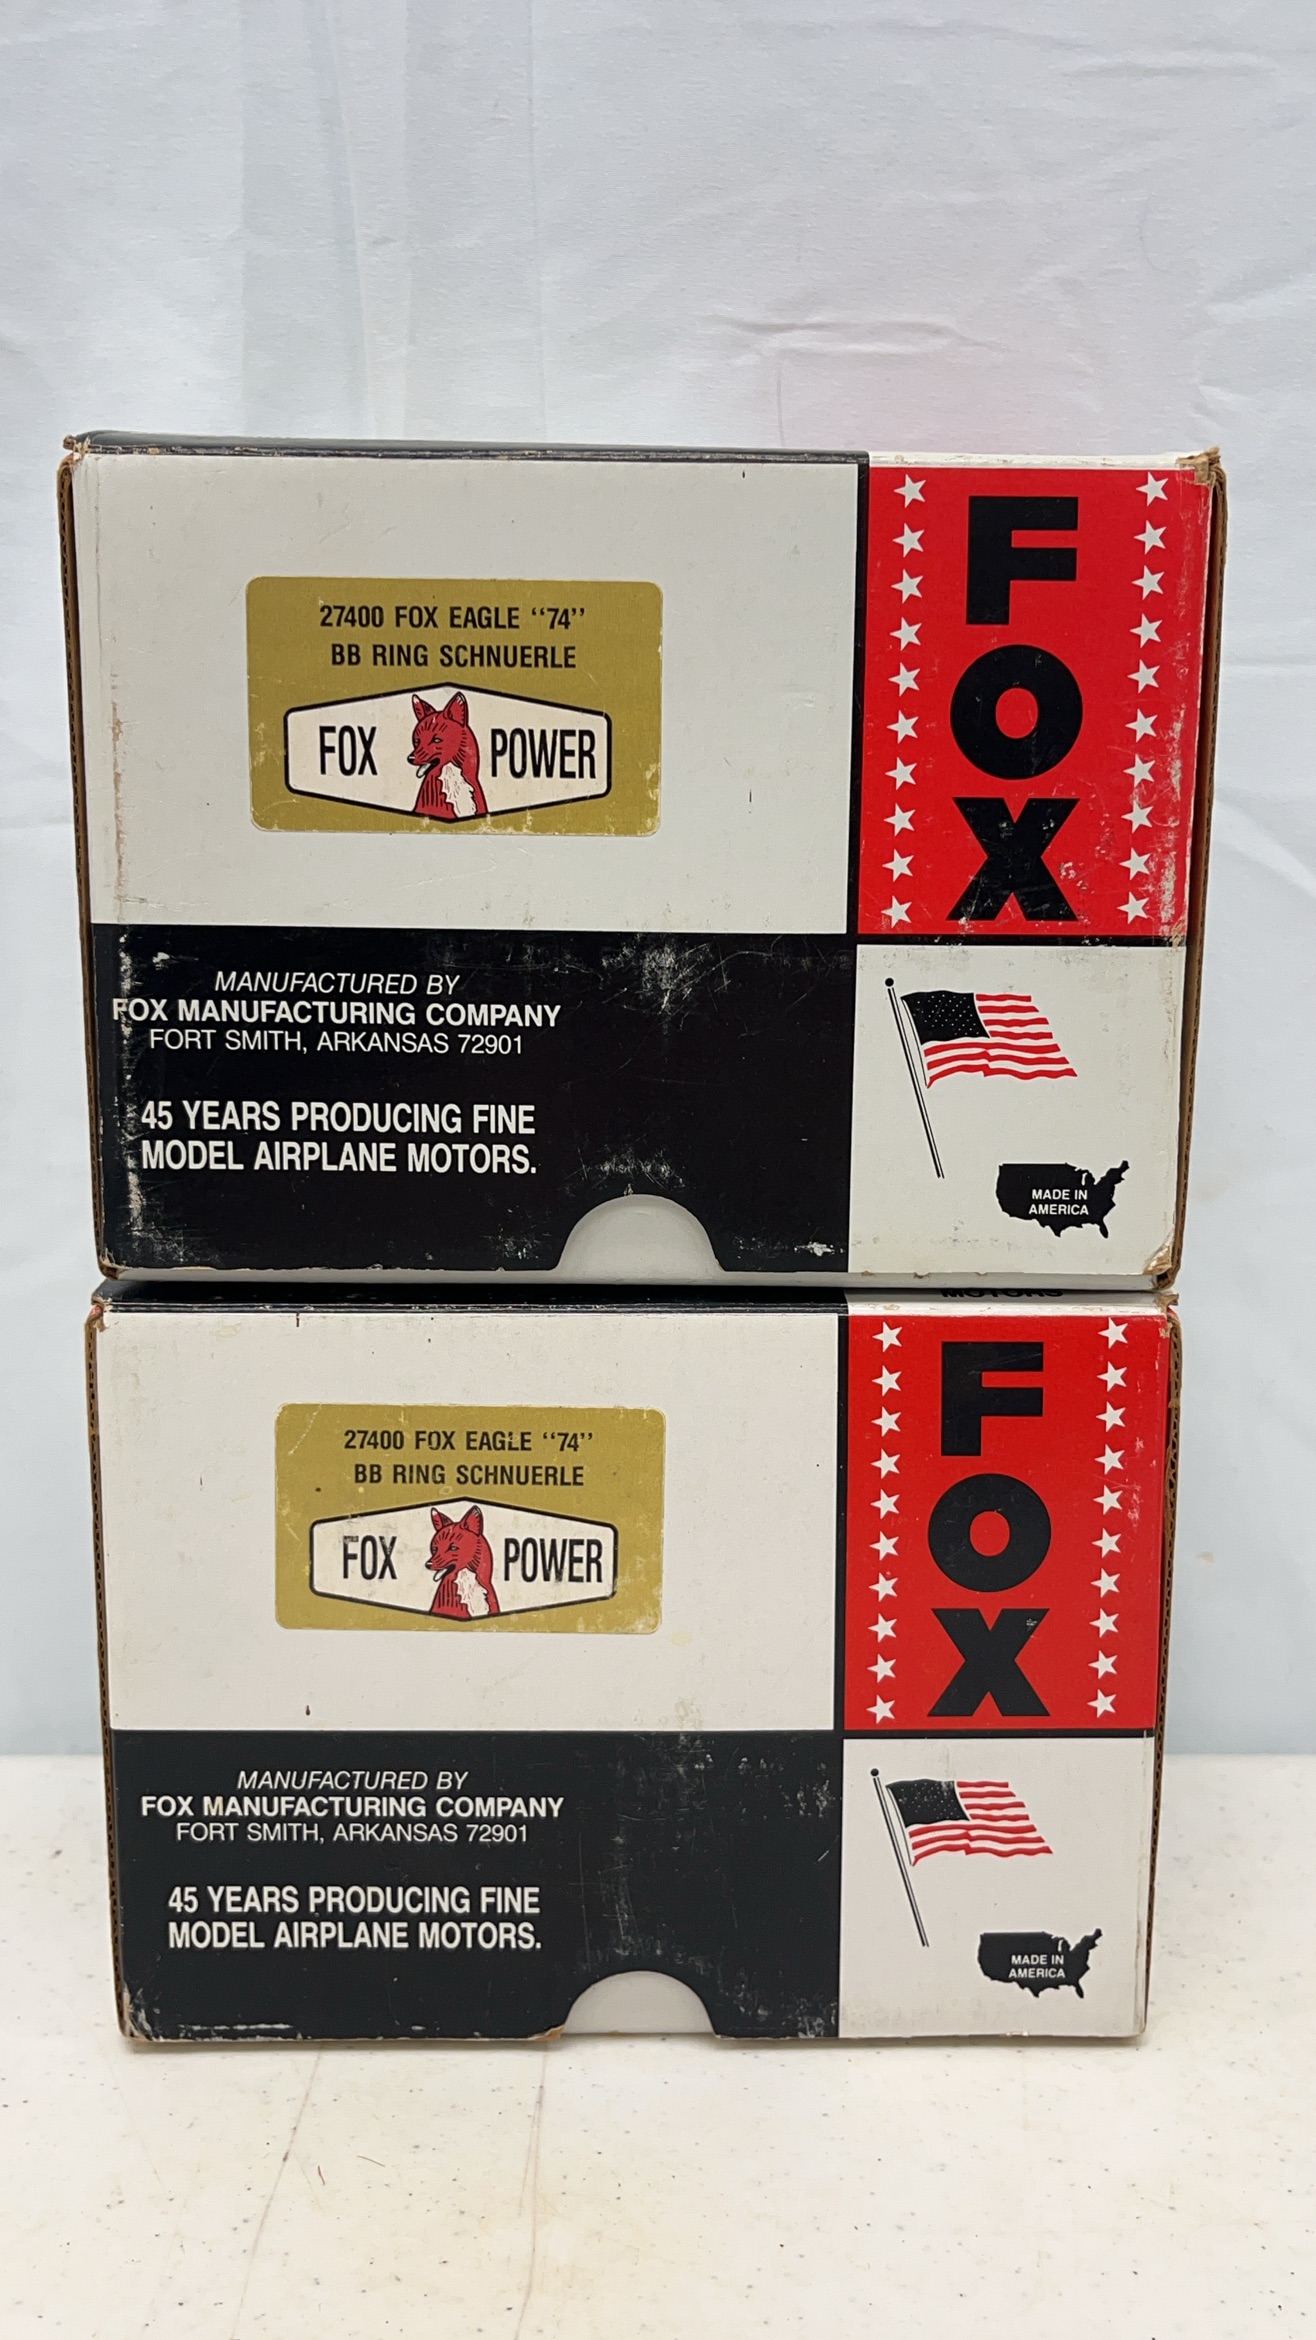 27400 FOX EAGLE “74”
BB RING SCHNUERLE
FOX POWER
FOX
MANUFACTURED BY
FOX MANUFACTURING COMPANY
FORT SMITH, ARKANSAS 72901
45 YEARS PRODUCING FINE
MODEL AIRPLANE MOTORS.
MADE IN
AMERICA
MOTORS
27400 FOX EAGLE “74”
BB RING SCHNUERLE
FOX POWER
FOX
MANUFACTURED BY
FOX MANUFACTURING COMPANY
FORT SMITH, ARKANSAS 72901
45 YEARS PRODUCING FINE
MODEL AIRPLANE MOTORS.
MADE IN
AMERICA